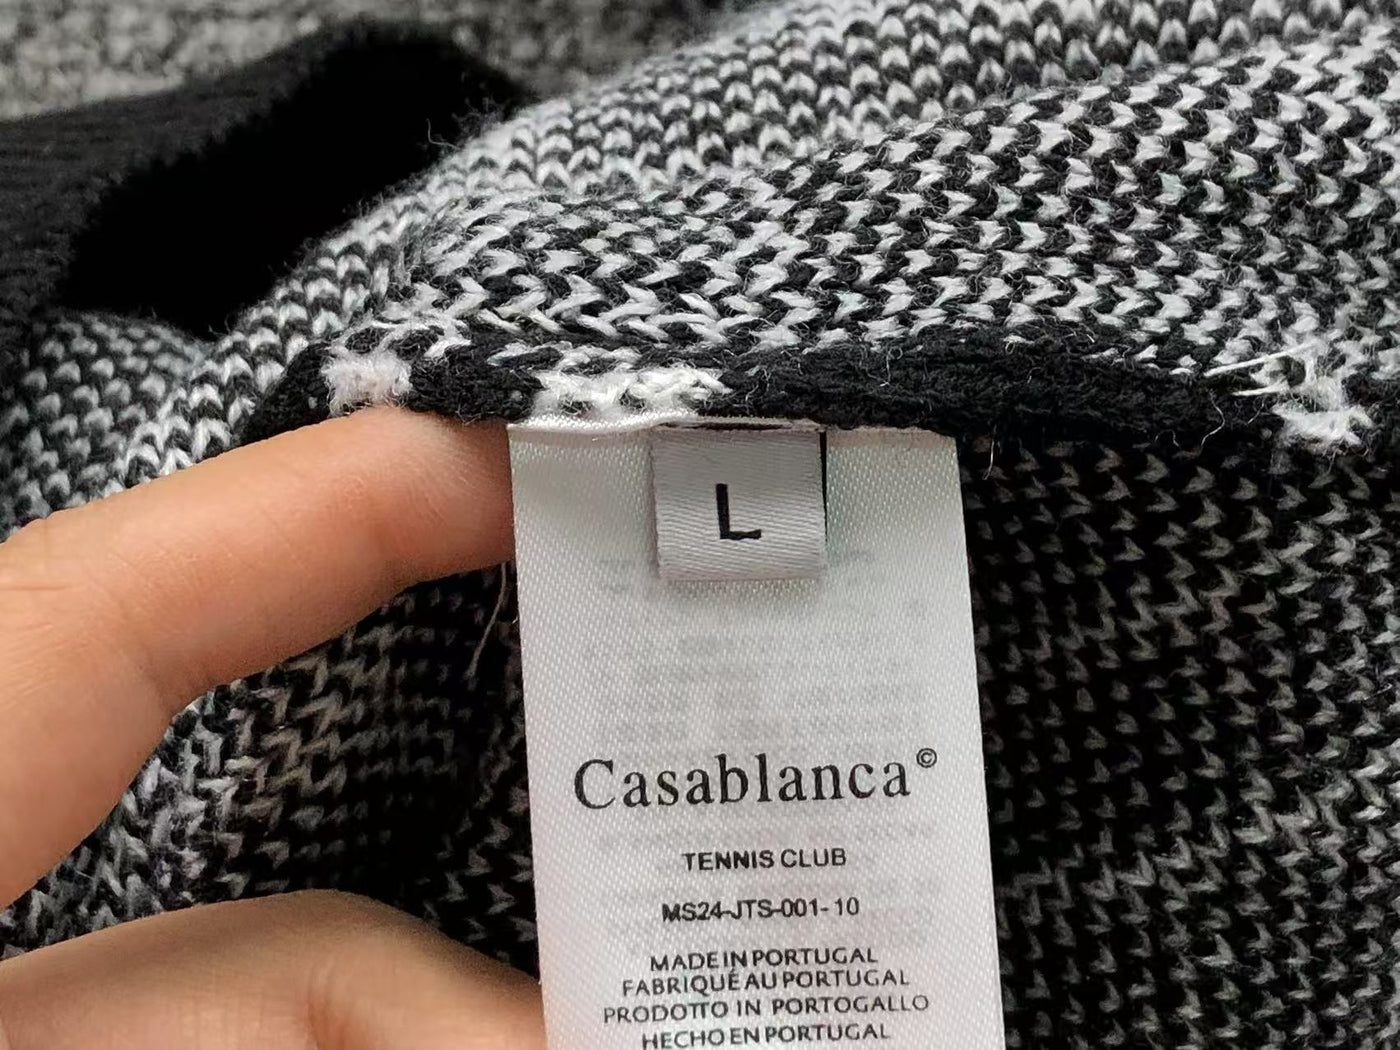 L
Casablanca©
TENNIS CLUB
MS24-JTS-001-10
MADE IN PORTUGAL
FABRIQUÉ AU PORTUGAL
PRODOTTO IN PORTOGALLO
HECHO EN PORTUGAL